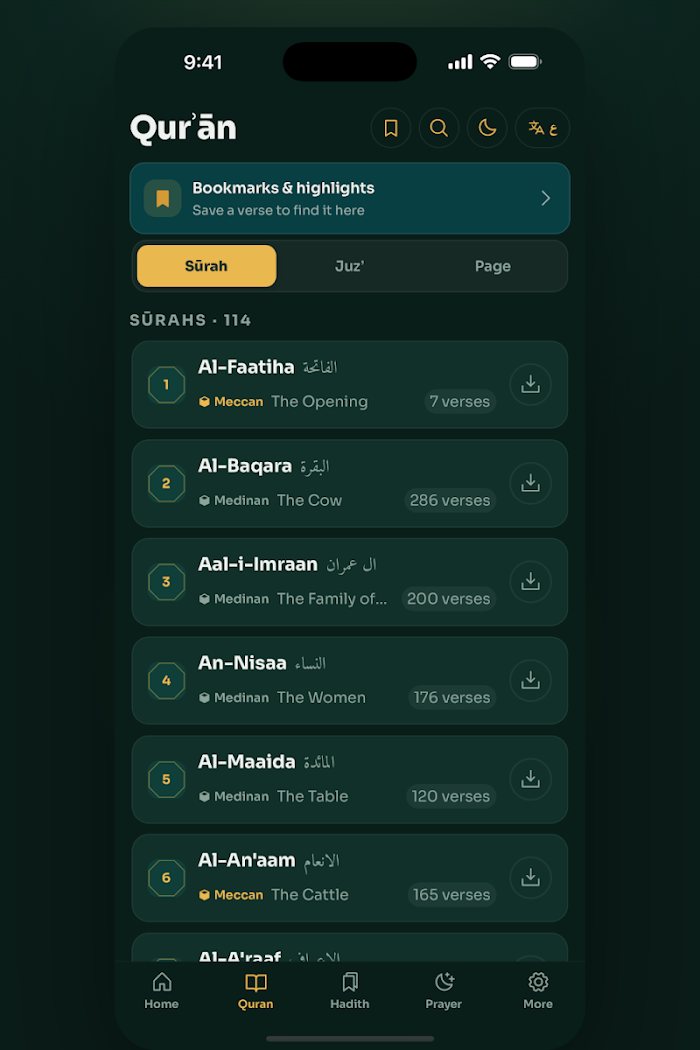 9:41
Qurʾān
ع
Bookmarks & highlights
Save a verse to find it here
Sūrah Juz' Page
SŪRAHS · 114
1
Al-Faatiha الفاتحة
Meccan The Opening 7 verses
2
Al-Baqara البقرة
Medinan The Cow 286 verses
3
Aal-i-Imraan ال عمران
Medinan The Family of... 200 verses
4
An-Nisaa النساء
Medinan The Women 176 verses
5
Al-Maaida المائدة
Medinan The Table 120 verses
6
Al-An'aam الانعام
Meccan The Cattle 165 verses
Al-A'raaf الاعراف
Home Quran Hadith Prayer More